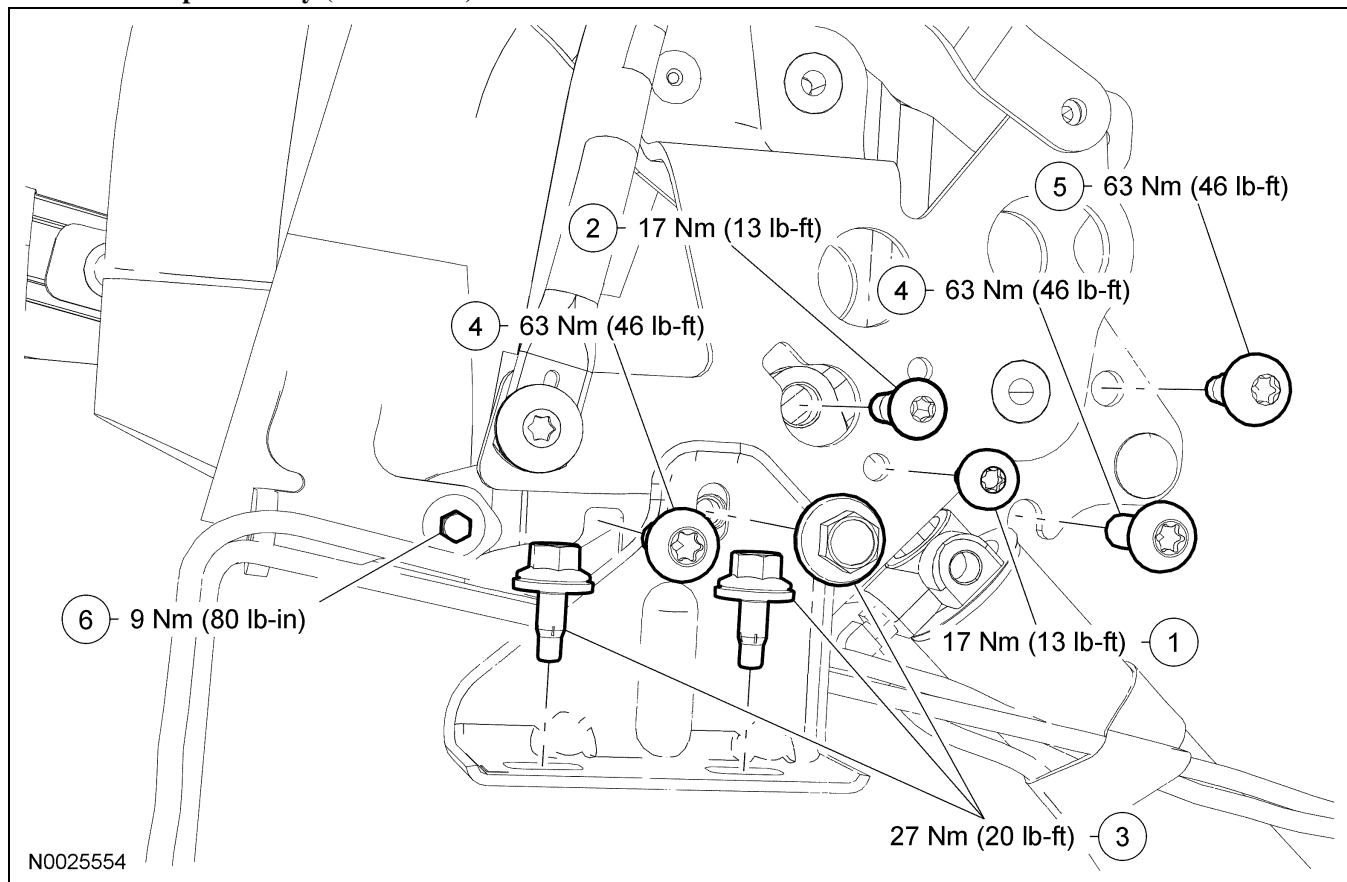 5 63 Nm (46 lb-ft)
2 17 Nm (13 lb-ft)
4 63 Nm (46 lb-ft)
4 63 Nm (46 lb-ft)
6 9 Nm (80 lb-in)
17 Nm (13 lb-ft) 1
27 Nm (20 lb-ft) 3
N0025554